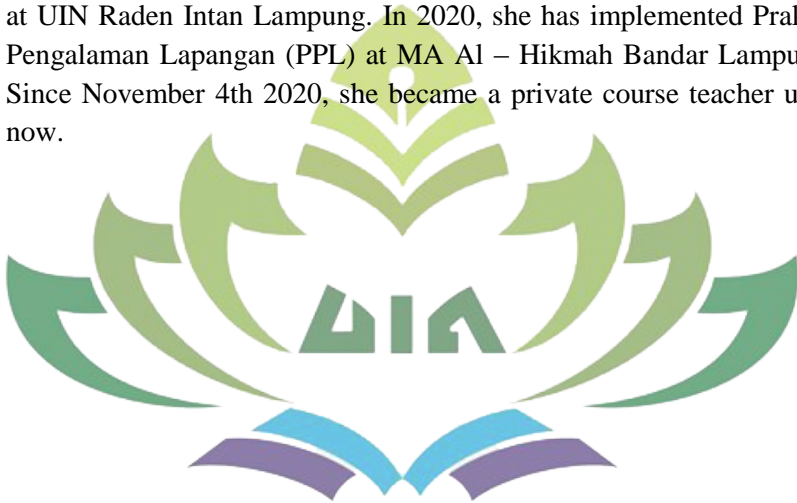 at UIN Raden Intan Lampung. In 2020, she has implemented Prak
Pengalaman Lapangan (PPL) at MA Al – Hikmah Bandar Lampu
Since November 4th 2020, she became a private course teacher u
now.
UIN